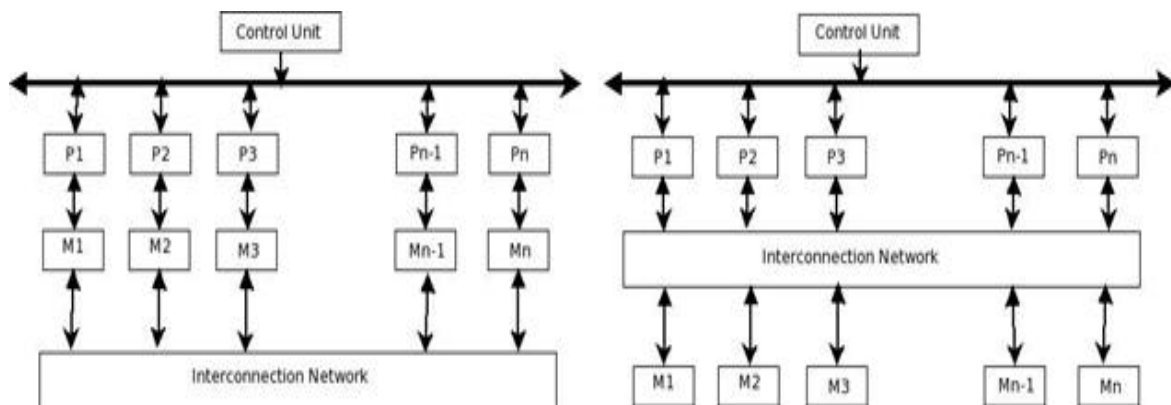 Control Unit
P1 P2 P3 Pn-1 Pn
M1 M2 M3 Mn-1 Mn
Interconnection Network
Control Unit
P1 P2 P3 Pn-1 Pn
Interconnection Network
M1 M2 M3 Mn-1 Mn